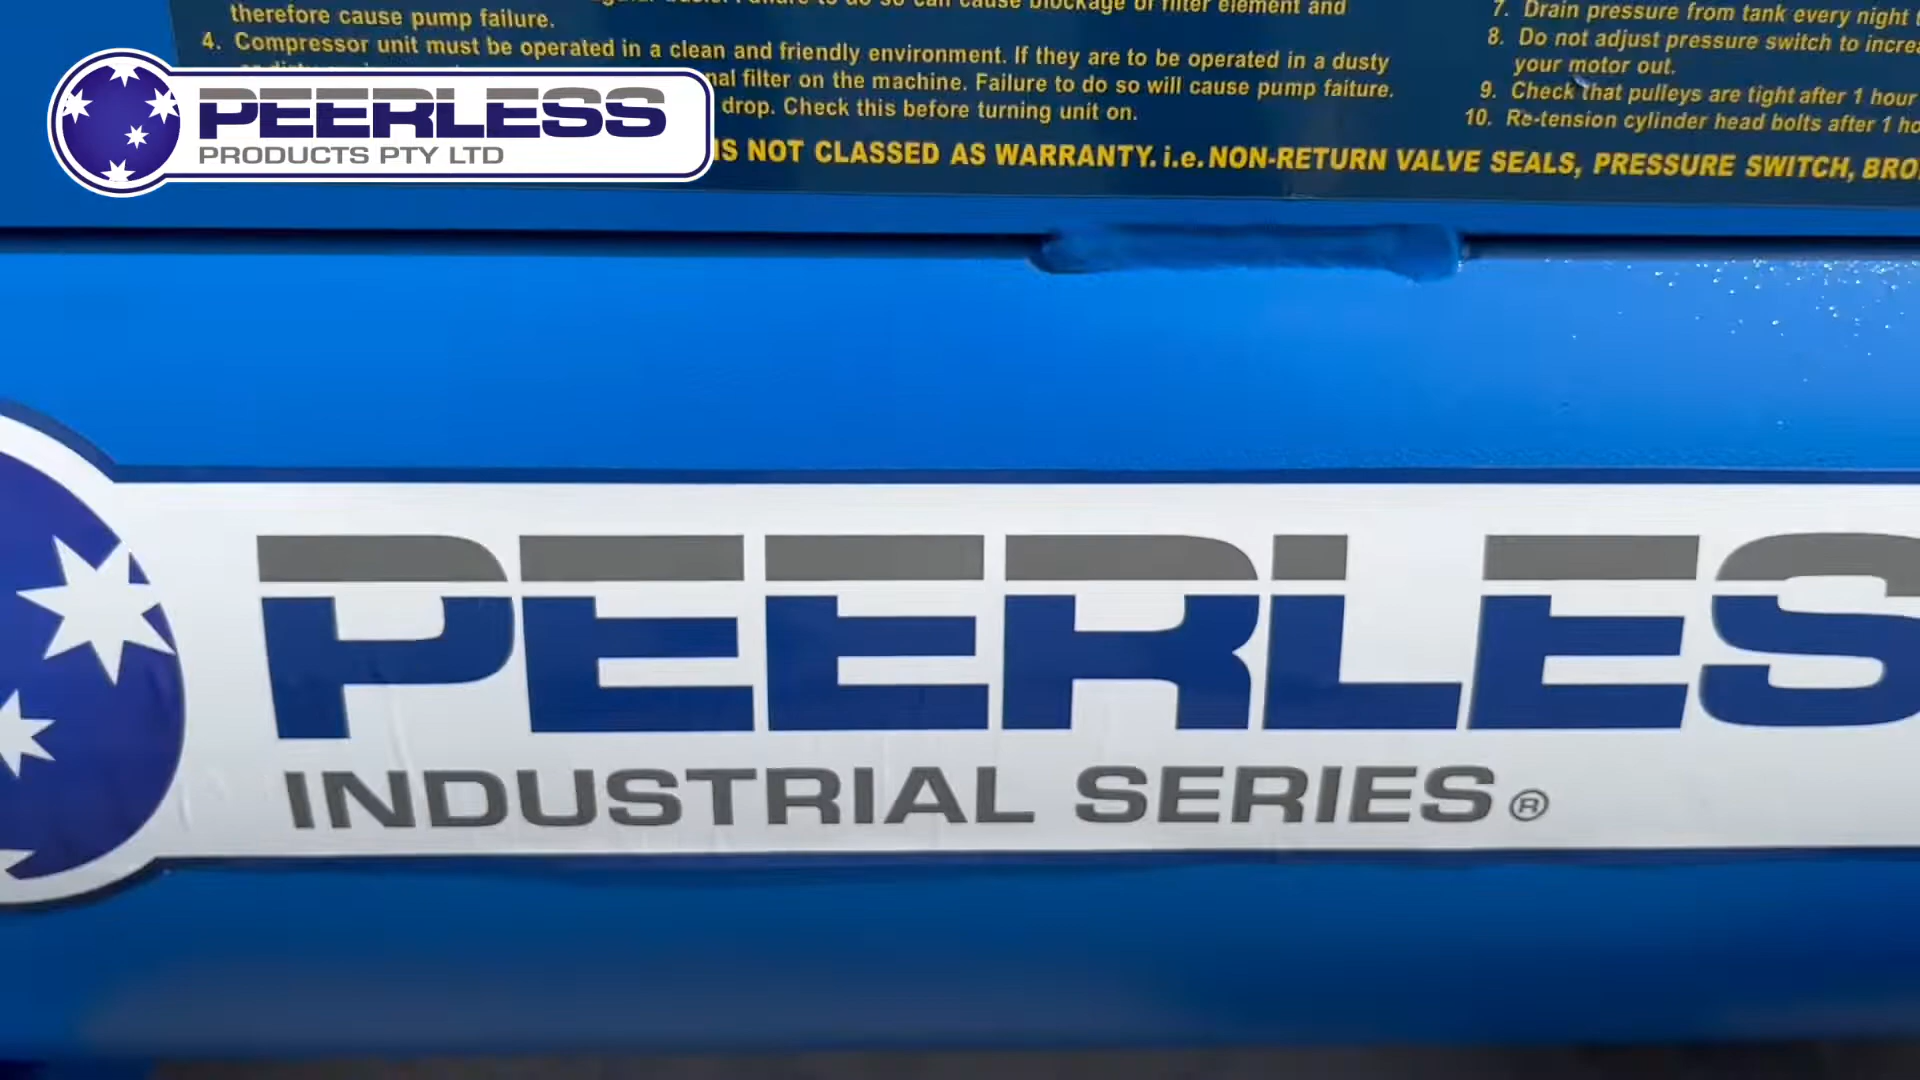 therefore cause pump failure.
4. Compressor unit must be operated in a clean and friendly environment. If they are to be operated in a dusty
nal filter on the machine. Failure to do so will cause pump faiture.
drop. Check this before turning unit on.
IS NOT CLASSED AS WARRANTY. i.e. NON-RETURN VALVE SEALS, PRESSURE SWITCH, BRO
7. Drain pressure from tank every night
8. Do not adjust pressure switch to increa
your motor out.
9. Check that pulleys are tight after 1 hour
10. Re-tension cylinder head bolts after 1 ho
PEERLESS
PRODUCTS PTY LTD
PEERLES
INDUSTRIAL SERIES®